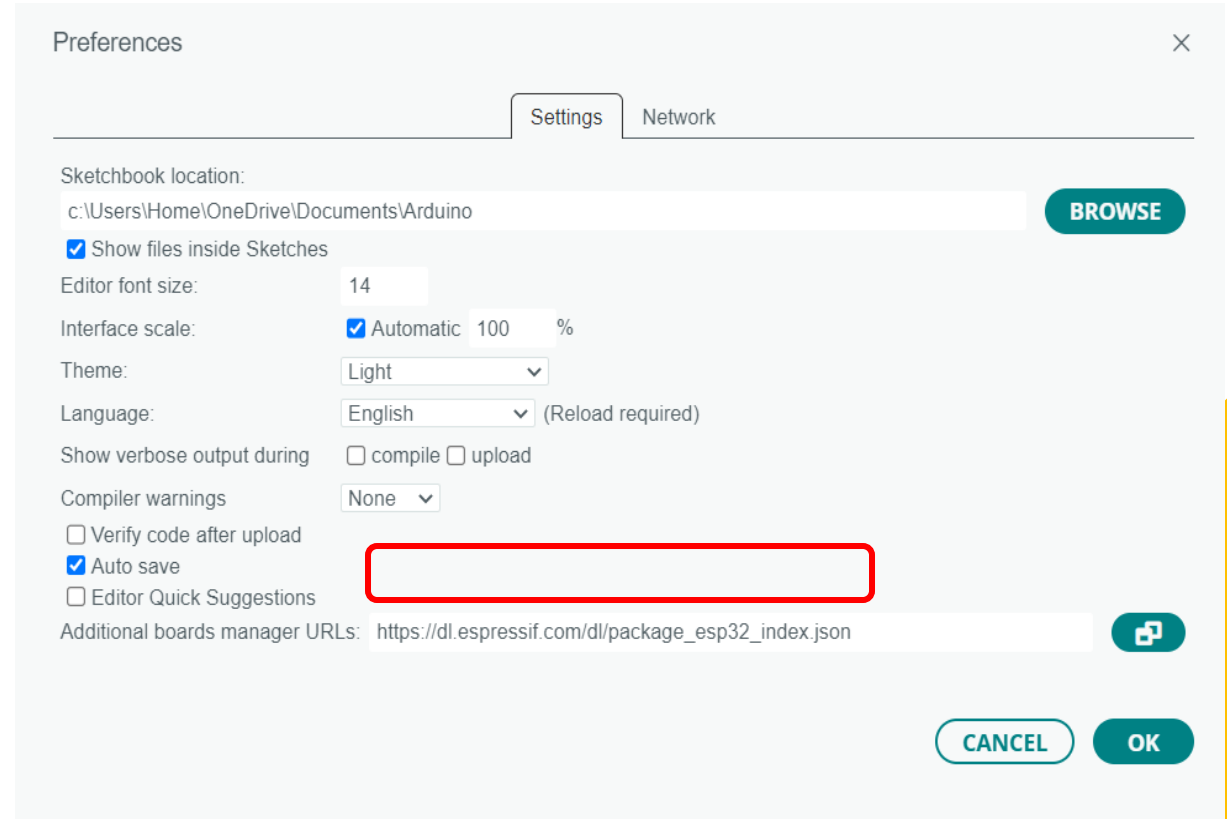 Preferences
Settings Network
Sketchbook location:
c:\Users\Home\OneDrive\Documents\Arduino
BROWSE
Show files inside Sketches
Editor font size: 14
Interface scale: Automatic 100 %
Theme: Light
Language: English (Reload required)
Show verbose output during compile upload
Compiler warnings None
Verify code after upload
Auto save
Editor Quick Suggestions
Additional boards manager URLs: https://dl.espressif.com/dl/package_esp32_index.json
CANCEL OK